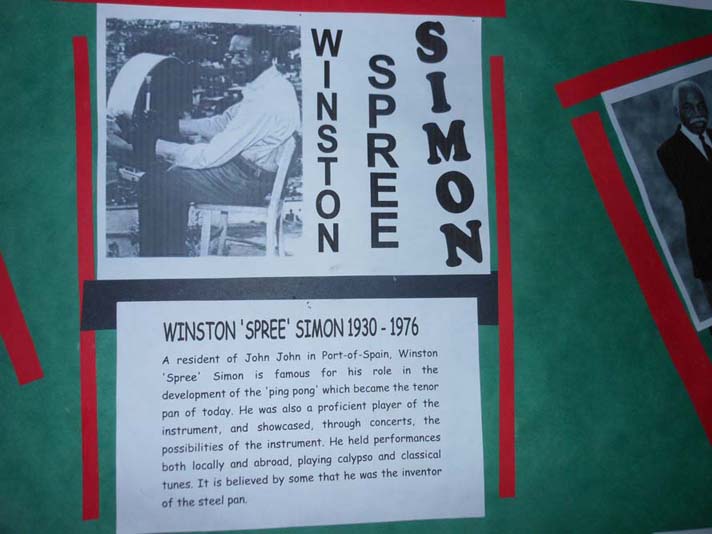 WINSTON
SPREE
SIMON
WINSTON 'SPREE' SIMON 1930 - 1976
A resident of John John in Port-of-Spain, Winston
'Spree' Simon is famous for his role in the
development of the 'ping pong' which became the tenor
pan of today. He was also a proficient player of the
instrument, and showcased, through concerts, the
possibilities of the instrument. He held performances
both locally and abroad, playing calypso and classical
tunes. It is believed by some that he was the inventor
of the steel pan.